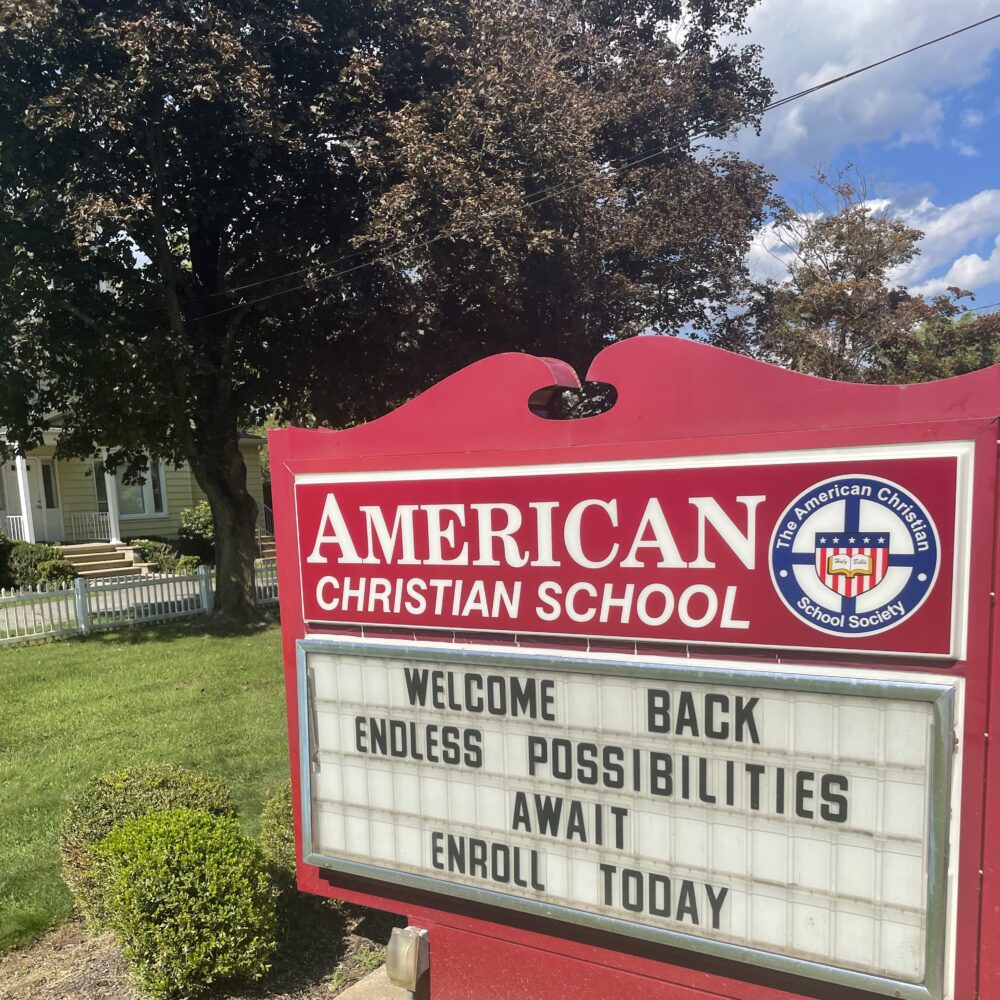 AMERICAN
CHRISTIAN SCHOOL
The American Christian
Holy Bible
School Society
WELCOME BACK
ENDLESS POSSIBILITIES
AWAIT
ENROLL TODAY